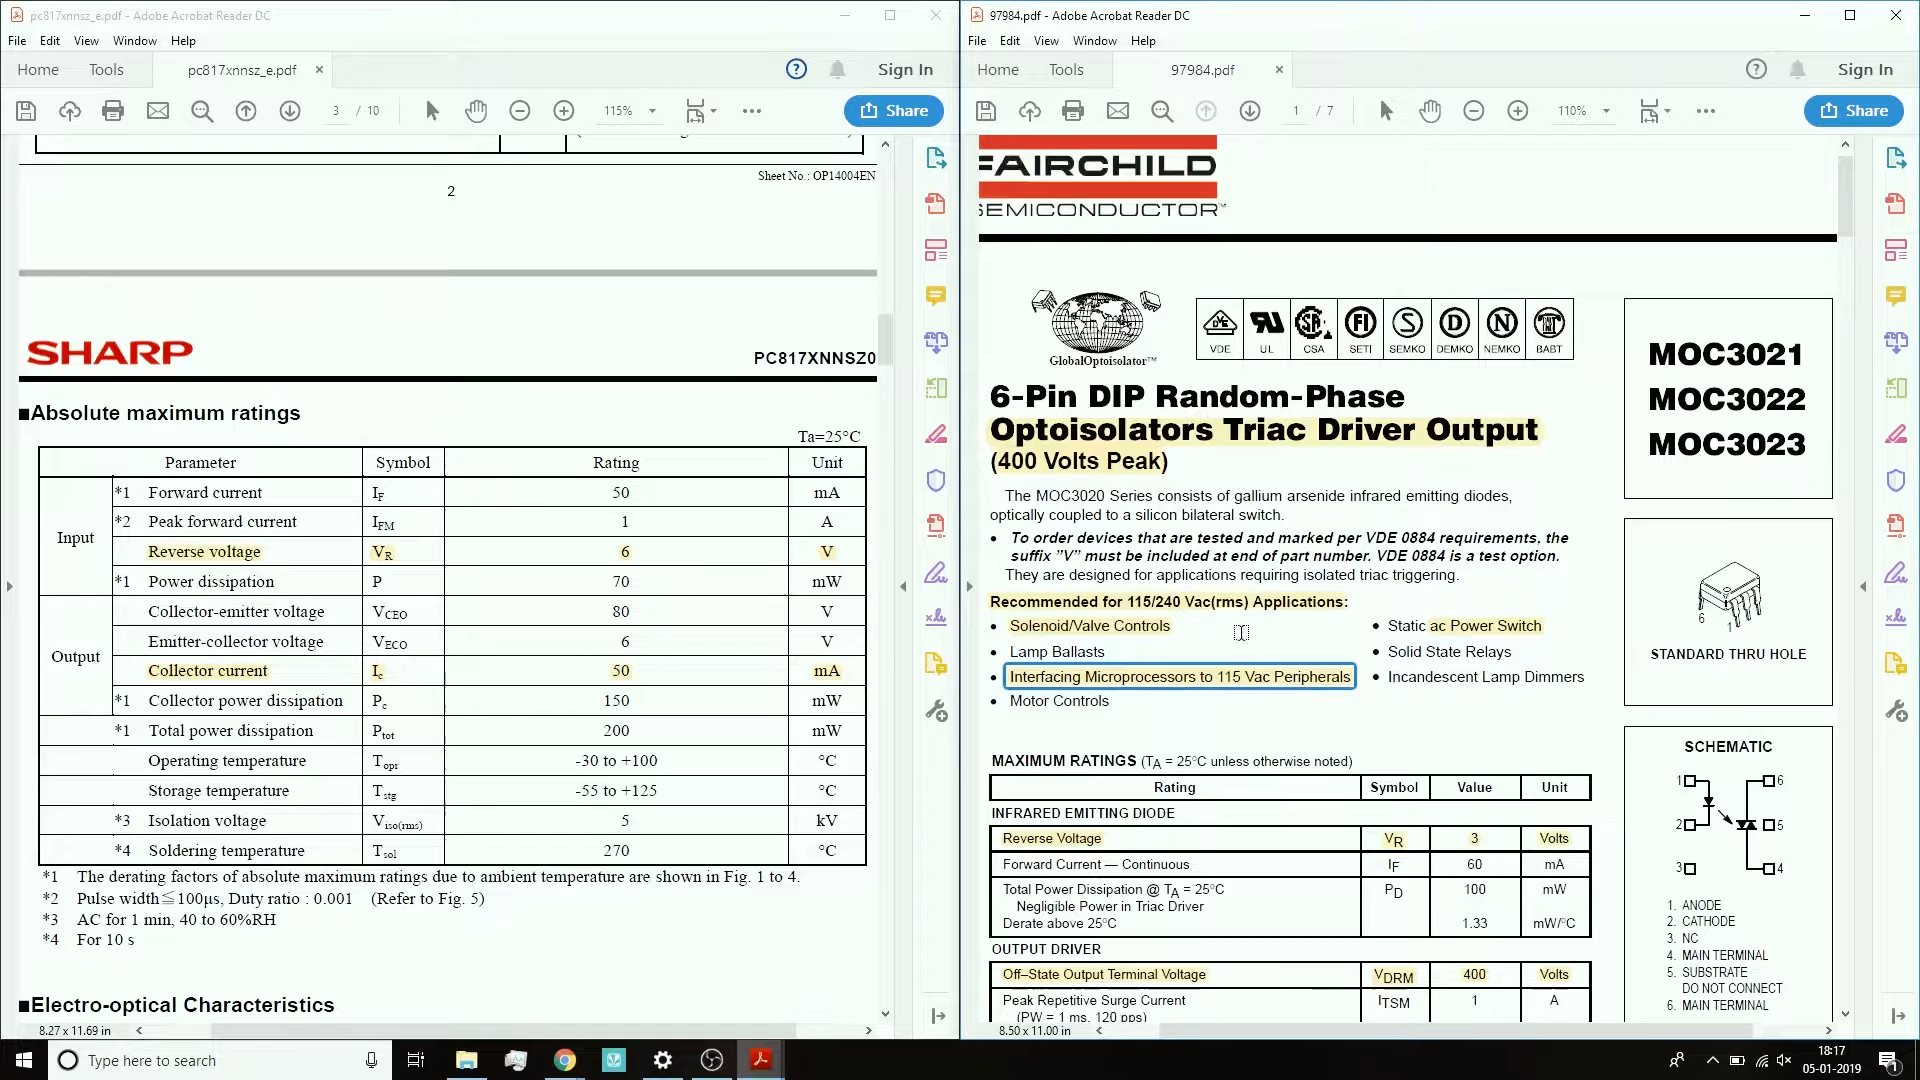 pc817xnnsz_e.pdf - Adobe Acrobat Reader DC
File Edit View Window Help
Home Tools pc817xnnsz_e.pdf × ? Sign In
3 / 10 115% Share
Sheet No.: OP14004EN
2
SHARP
PC817XNNSZ0
■Absolute maximum ratings
Ta=25°C
Parameter Symbol Rating Unit
Input
*1 Forward current IF 50 mA
*2 Peak forward current IFM 1 A
Reverse voltage VR 6 V
*1 Power dissipation P 70 mW
Output
Collector-emitter voltage VCEO 80 V
Emitter-collector voltage VECO 6 V
Collector current Ic 50 mA
*1 Collector power dissipation Pc 150 mW
*1 Total power dissipation Ptot 200 mW
Operating temperature Topr -30 to +100 °C
Storage temperature Tstg -55 to +125 °C
*3 Isolation voltage Viso(rms) 5 kV
*4 Soldering temperature Tsol 270 °C
*1 The derating factors of absolute maximum ratings due to ambient temperature are shown in Fig. 1 to 4.
*2 Pulse width≦100μs, Duty ratio : 0.001 (Refer to Fig. 5)
*3 AC for 1 min, 40 to 60%RH
*4 For 10 s
■Electro-optical Characteristics
8.27 x 11.69 in
97984.pdf - Adobe Acrobat Reader DC
File Edit View Window Help
Home Tools 97984.pdf × ? Sign In
1 / 7 110% Share
FAIRCHILD
SEMICONDUCTOR™
GlobalOptoisolator™
VDE UL CSA SETI SEMKO DEMKO NEMKO BABT
6-Pin DIP Random-Phase
Optoisolators Triac Driver Output
(400 Volts Peak)
The MOC3020 Series consists of gallium arsenide infrared emitting diodes,
optically coupled to a silicon bilateral switch.
• To order devices that are tested and marked per VDE 0884 requirements, the
suffix "V" must be included at end of part number. VDE 0884 is a test option.
They are designed for applications requiring isolated triac triggering.
Recommended for 115/240 Vac(rms) Applications:
• Solenoid/Valve Controls
• Lamp Ballasts
• Interfacing Microprocessors to 115 Vac Peripherals
• Motor Controls
• Static ac Power Switch
• Solid State Relays
• Incandescent Lamp Dimmers
MAXIMUM RATINGS (TA = 25°C unless otherwise noted)
Rating Symbol Value Unit
INFRARED EMITTING DIODE
Reverse Voltage VR 3 Volts
Forward Current — Continuous IF 60 mA
Total Power Dissipation @ TA = 25°C PD 100 mW
Negligible Power in Triac Driver
Derate above 25°C 1.33 mW/°C
OUTPUT DRIVER
Off–State Output Terminal Voltage VDRM 400 Volts
Peak Repetitive Surge Current ITSM 1 A
(PW = 1 ms, 120 pps)
MOC3021
MOC3022
MOC3023
6
1
STANDARD THRU HOLE
SCHEMATIC
1 6
2 5
3 4
1. ANODE
2. CATHODE
3. NC
4. MAIN TERMINAL
5. SUBSTRATE
DO NOT CONNECT
6. MAIN TERMINAL
8.50 x 11.00 in
Type here to search
18:17
05-01-2019
1